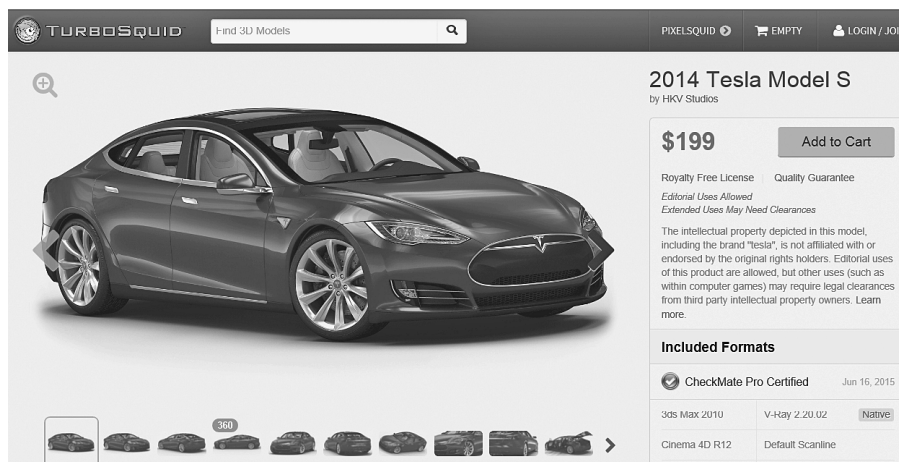 TURBOSQUID
Find 3D Models
PIXELSQUID
EMPTY
LOGIN / JOI
2014 Tesla Model S
by HKV Studios
$199
Add to Cart
Royalty Free License
Quality Guarantee
Editorial Uses Allowed
Extended Uses May Need Clearances
The intellectual property depicted in this model,
including the brand "tesla", is not affiliated with or
endorsed by the original rights holders. Editorial uses
of this product are allowed, but other uses (such as
within computer games) may require legal clearances
from third party intellectual property owners. Learn
more.
Included Formats
CheckMate Pro Certified
Jun 16, 2015
3ds Max 2010
V-Ray 2.20.02
Native
Cinema 4D R12
Default Scanline
360